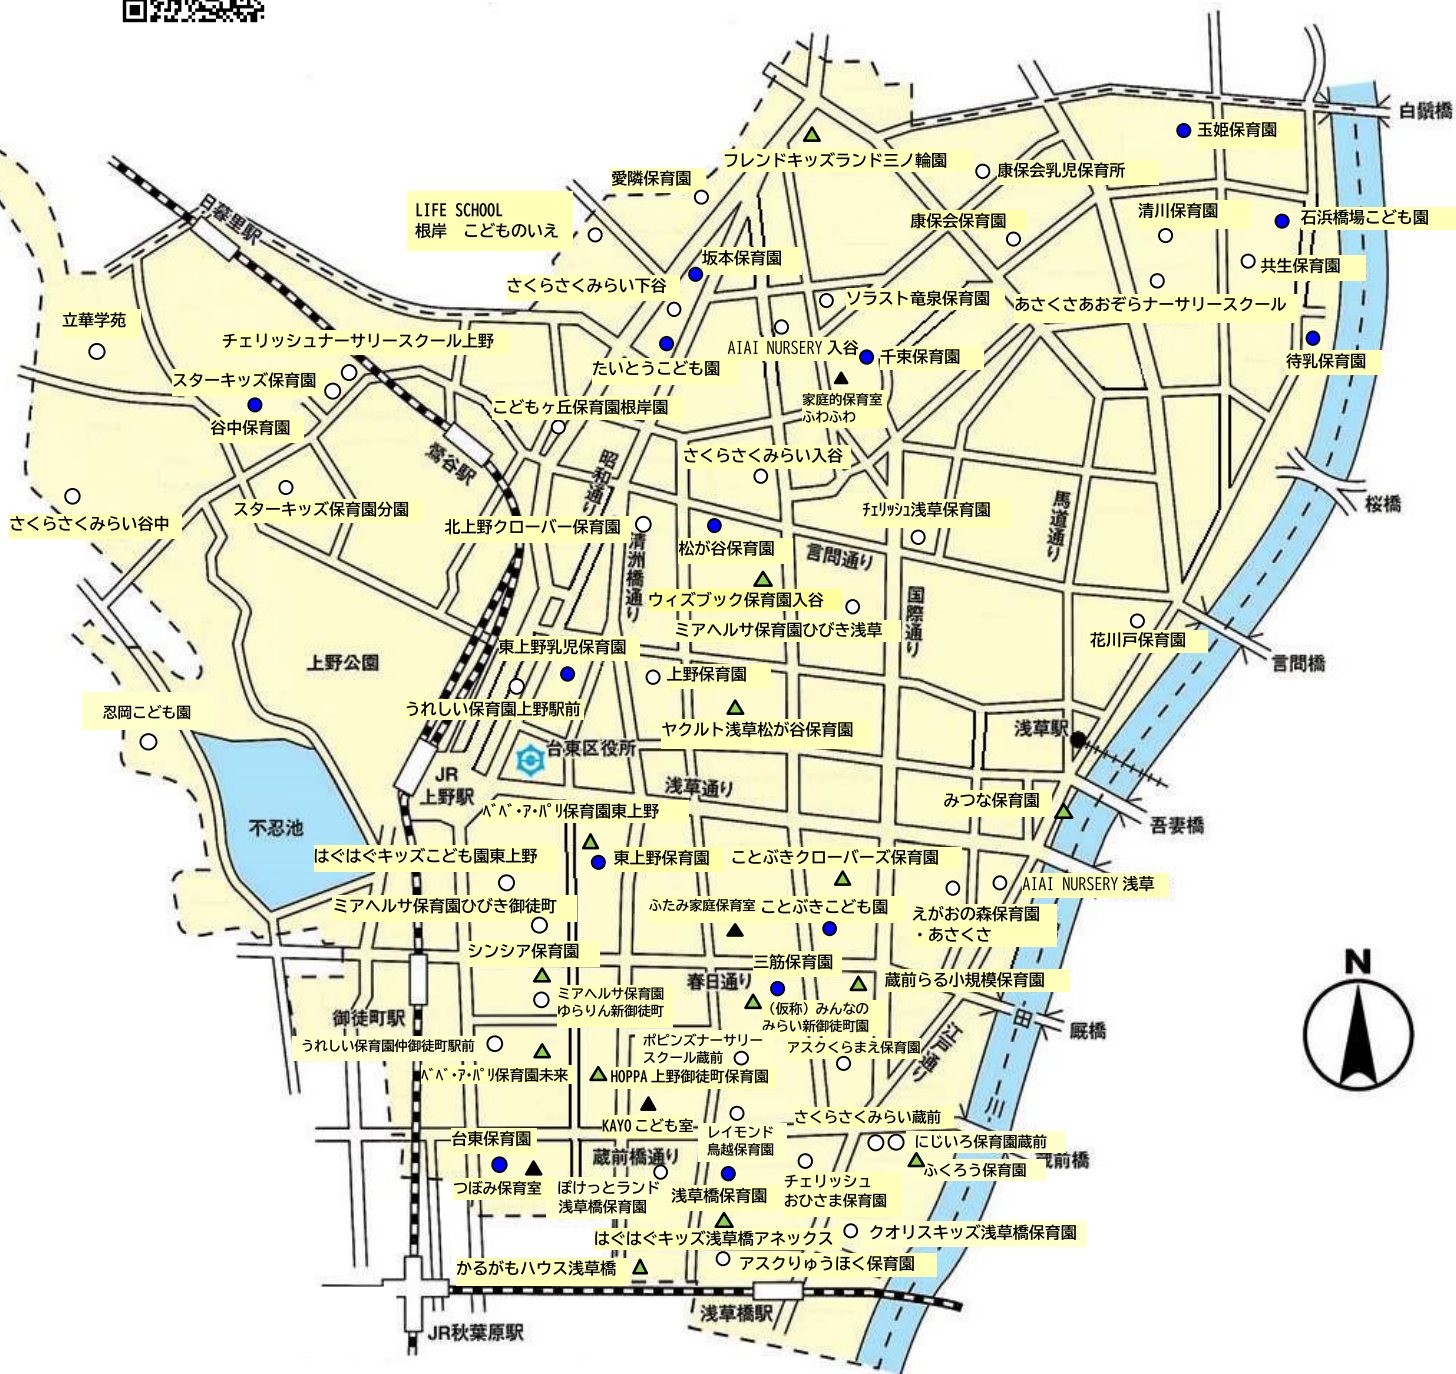 白鬚橋
玉姫保育園
フレンドキッズランド三ノ輪園
康保会乳児保育所
愛隣保育園
LIFE SCHOOL
根岸　こどものいえ
日暮里駅
康保会保育園
清川保育園
石浜橋場こども園
坂本保育園
共生保育園
さくらさくみらい下谷
ソラスト竜泉保育園
あさくさあおぞらナーサリースクール
立華学苑
チェリッシュナーサリースクール上野
AIAI NURSERY 入谷
千束保育園
待乳保育園
たいとうこども園
スターキッズ保育園
家庭的保育室
ふわふわ
こどもヶ丘保育園根岸園
谷中保育園
鶯谷駅
さくらさくみらい入谷
昭和通り
スターキッズ保育園分園
チェリッシュ浅草保育園
馬道通り
桜橋
さくらさくみらい谷中
北上野クローバー保育園
清洲橋通り
松が谷保育園
言問通り
ウィズブック保育園入谷
国際通り
ミアヘルサ保育園ひびき浅草
花川戸保育園
東上野乳児保育園
上野公園
言問橋
上野保育園
うれしい保育園上野駅前
忍岡こども園
ヤクルト浅草松が谷保育園
浅草駅
台東区役所
JR
上野駅
浅草通り
みつな保育園
ベベ・ア・パリ保育園東上野
吾妻橋
不忍池
はぐはぐキッズこども園東上野
東上野保育園
ことぶきクローバーズ保育園
AIAI NURSERY 浅草
ミアヘルサ保育園ひびき御徒町
ふたみ家庭保育室
ことぶきこども園
えがおの森保育園
・あさくさ
シンシア保育園
三筋保育園
春日通り
蔵前らる小規模保育園
ミアヘルサ保育園
ゆらりん新御徒町
（仮称）みんなの
みらい新御徒町園
御徒町駅
田
厩橋
うれしい保育園仲御徒町駅前
ポピンズナーサリー
スクール蔵前
アスクくらまえ保育園
江戸通り
ベベ・ア・パリ保育園未来
HOPPA 上野御徒町保育園
川
KAYO こども室
さくらさくみらい蔵前
レイモンド
鳥越保育園
台東保育園
にじいろ保育園蔵前
蔵前橋通り
蔵前橋
ふくろう保育園
つぼみ保育室
ぽけっとランド
浅草橋保育園
浅草橋保育園
チェリッシュ
おひさま保育園
はぐはぐキッズ浅草橋アネックス
クオリスキッズ浅草橋保育園
かるがもハウス浅草橋
アスクりゅうほく保育園
浅草橋駅
JR秋葉原駅
N